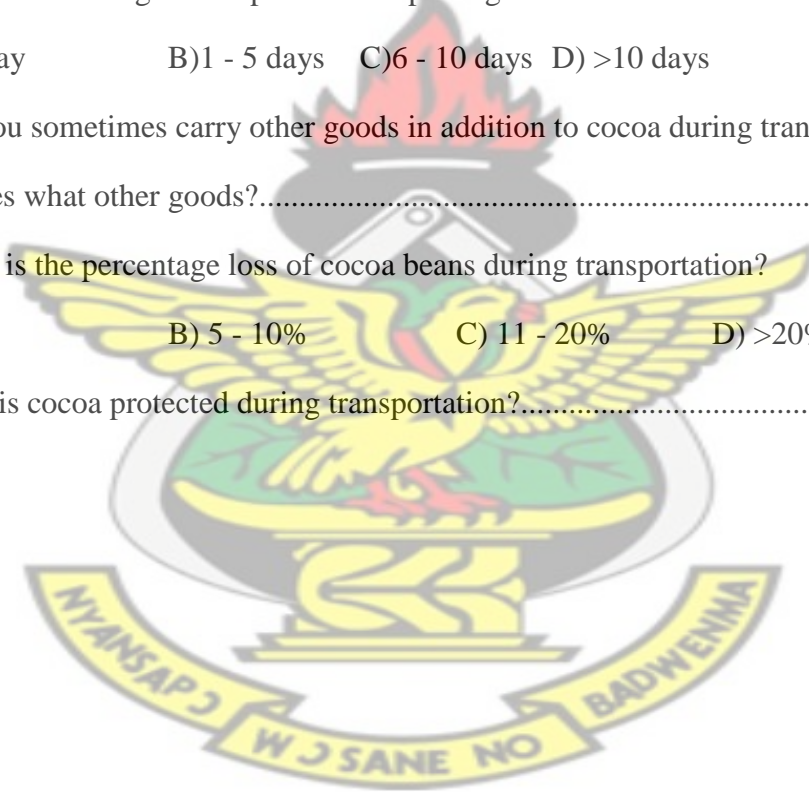 B)1 - 5 days C)6 - 10 days D) >10 days
ou sometimes carry other goods in addition to cocoa during tran
es what other goods?..........................................................................
is the percentage loss of cocoa beans during transportation?
B) 5 - 10% C) 11 - 20% D) >20%
is cocoa protected during transportation?.......................................
NYANSAPƆ WƆSANE NO BADWENMA